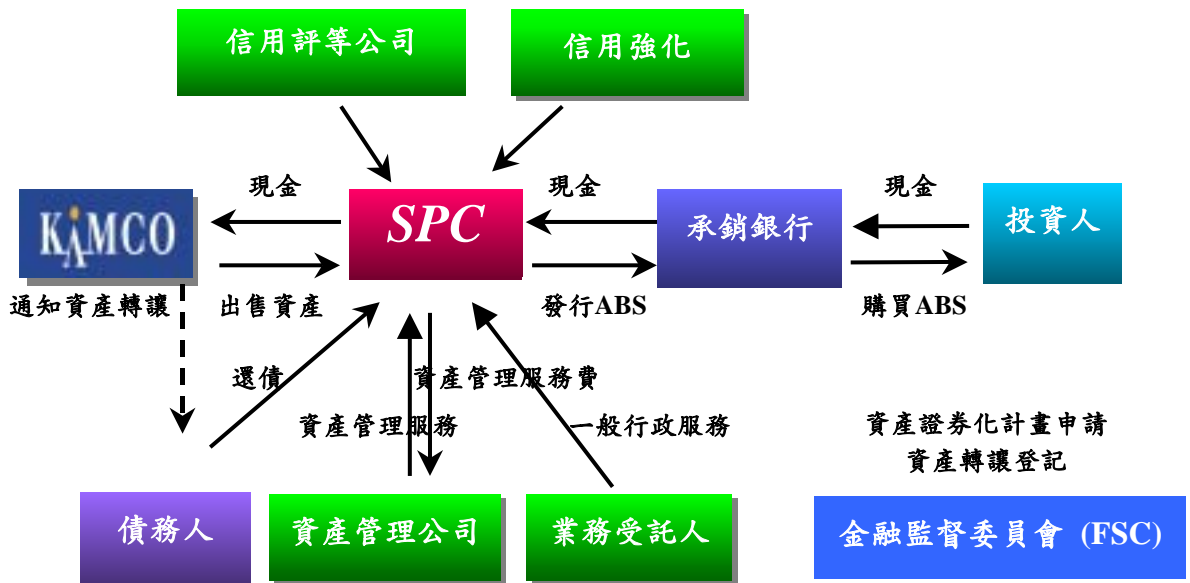 信用評等公司
信用強化
現金
現金
現金
KAMCO
SPC
承銷銀行
投資人
通知資產轉讓
出售資產
發行ABS
購買ABS
還債
資產管理服務費
資產管理服務
一般行政服務
資產證券化計畫申請
資產轉讓登記
債務人
資產管理公司
業務受託人
金融監督委員會 (FSC)